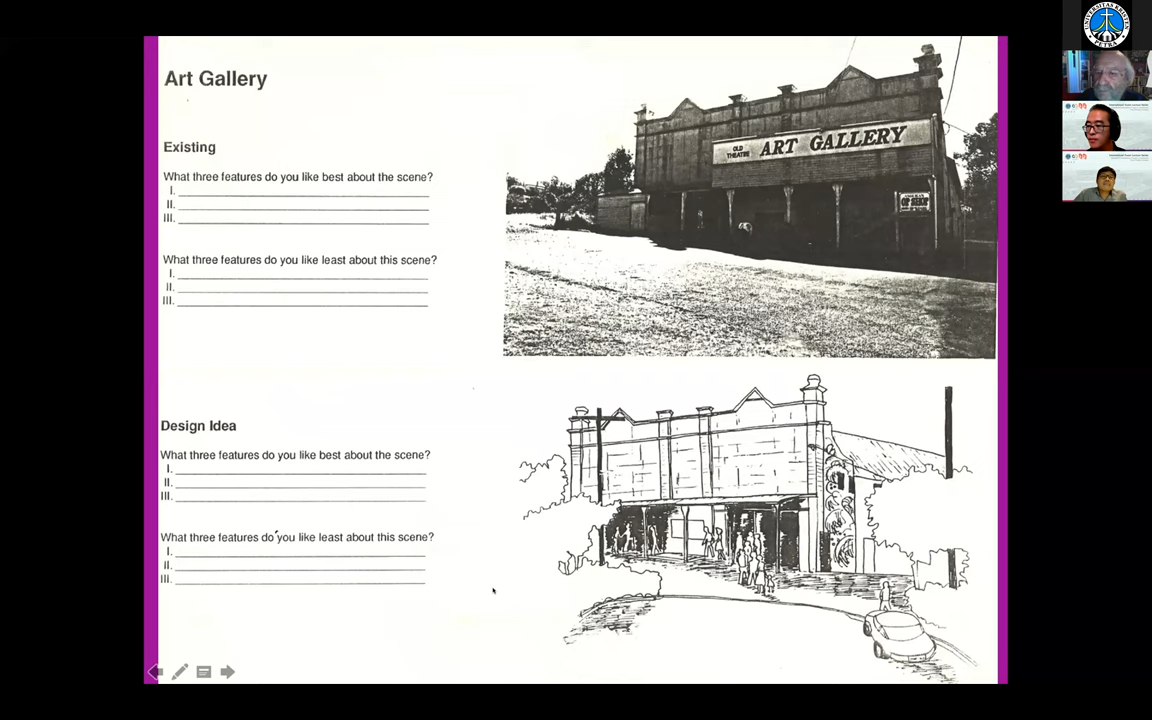 Art Gallery
Existing
What three features do you like best about the scene?
I.
II.
III.
What three features do you like least about this scene?
I.
II.
III.
OLD THEATRE ART GALLERY
Design Idea
What three features do you like best about the scene?
I.
II.
III.
What three features do you like least about this scene?
I.
II.
III.
UNIVERSITAS KRISTEN PETRA